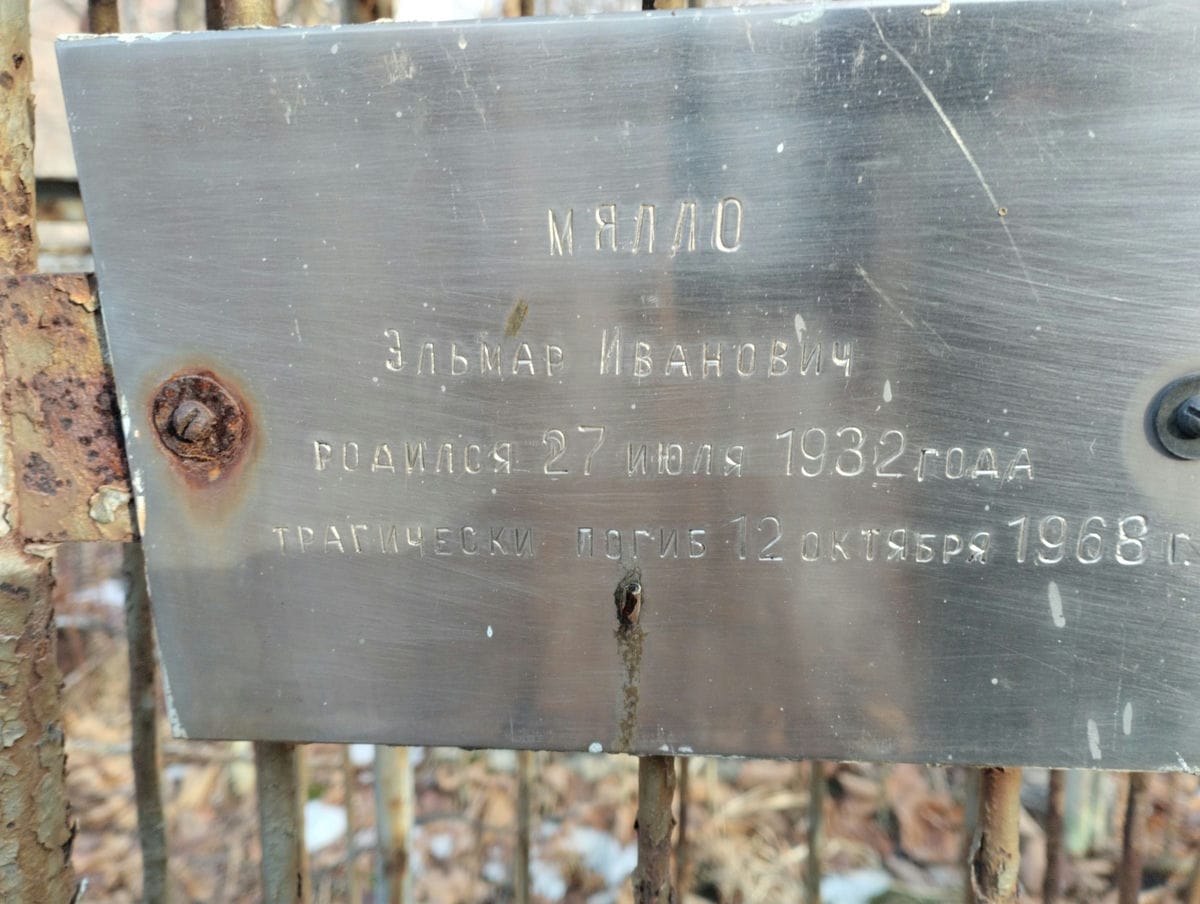 МЯЛЛО
Эльмар Иванович
родился 27 июля 1932 года
трагически погиб 12 октября 1968 г.